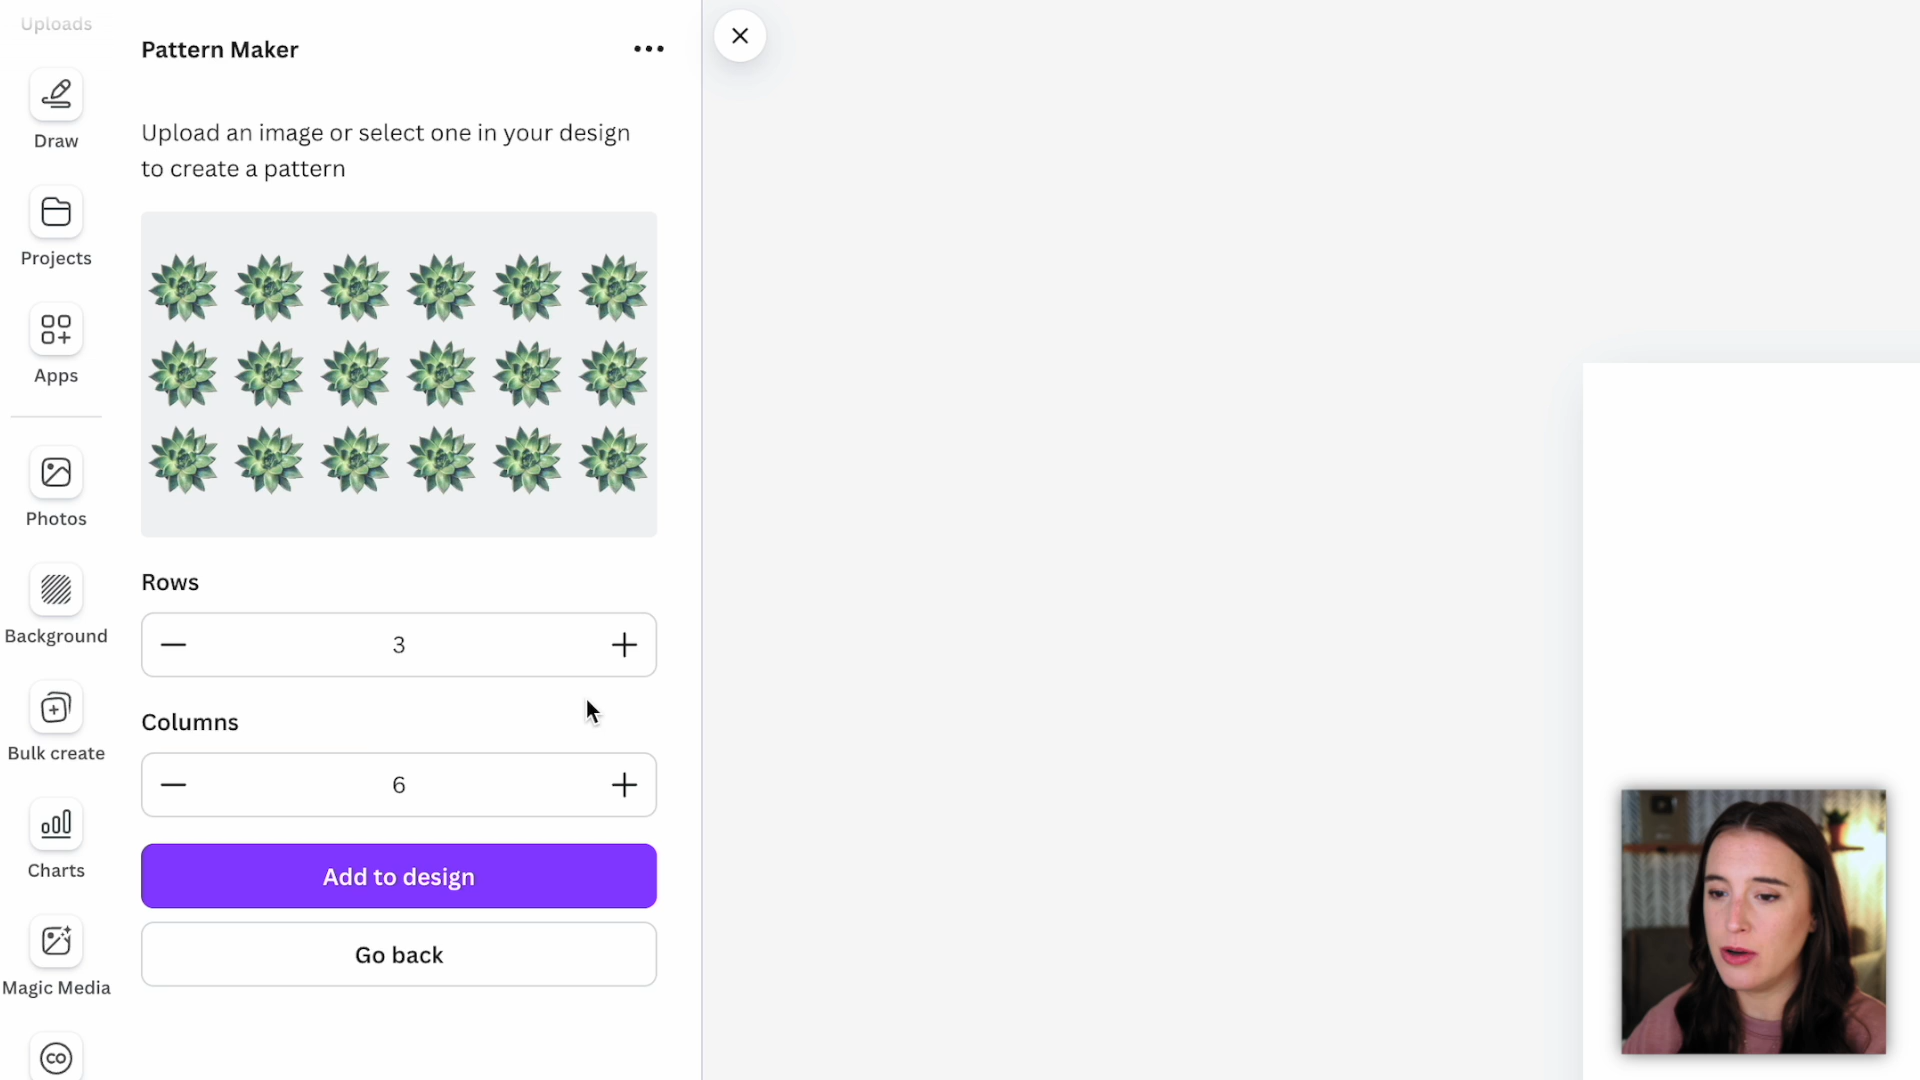 Uploads
Pattern Maker
Draw
Upload an image or select one in your design
to create a pattern
Projects
Apps
Photos
Background
Bulk create
Charts
Magic Media
CO
Rows
3
Columns
6
Add to design
Go back